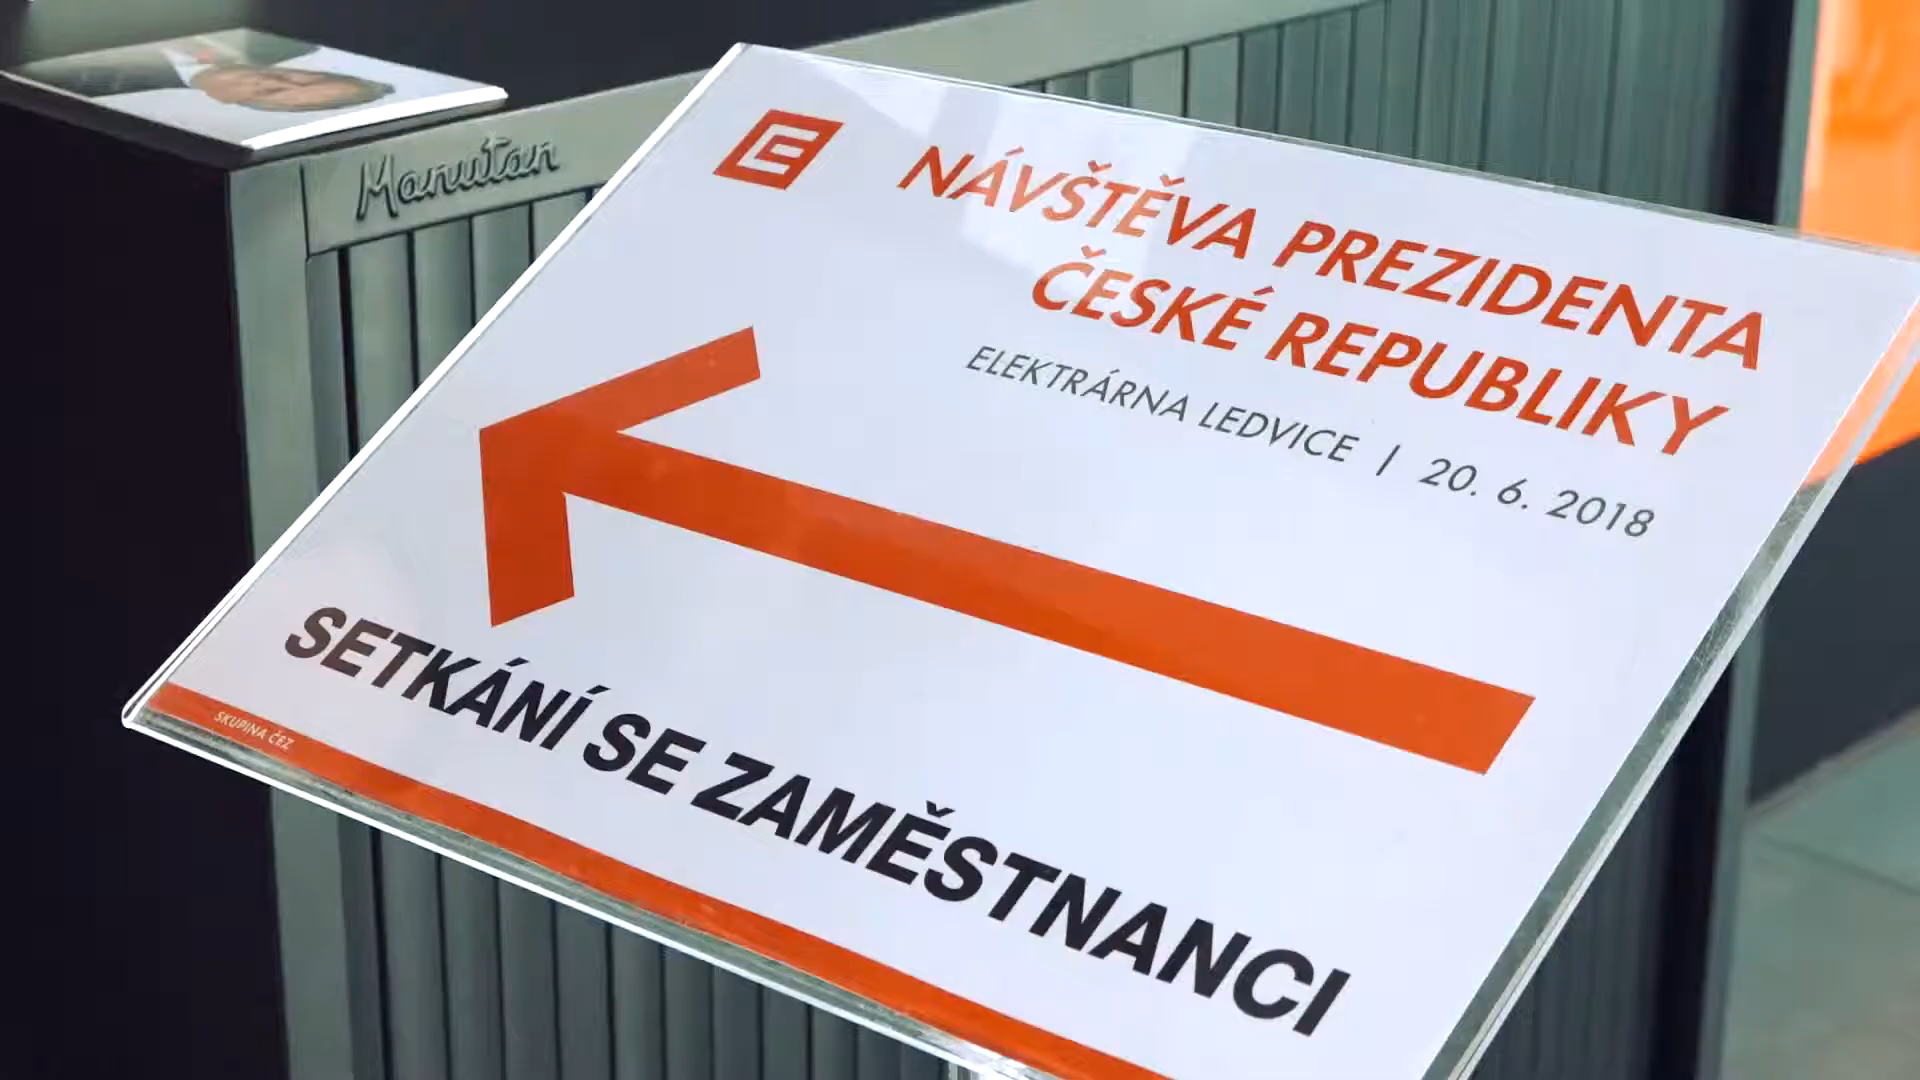 Manutan
NÁVŠTĚVA PREZIDENTA
ČESKÉ REPUBLIKY
ELEKTRÁRNA LEDVICE | 20. 6. 2018
SETKÁNÍ SE ZAMĚSTNANCI
SKUPINA ČEZ